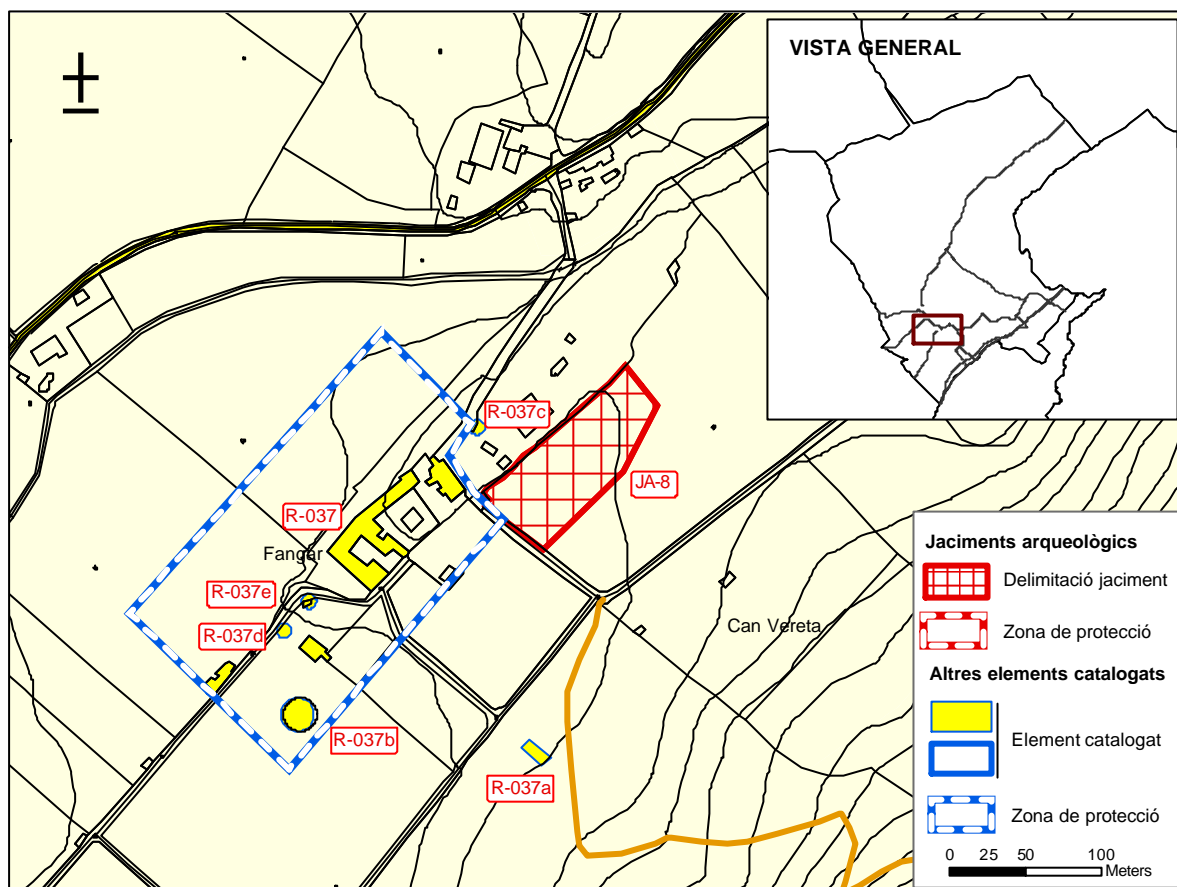 VISTA GENERAL
R-037c
JA-8
R-037
Fangar
R-037e
R-037d
Can Vereta
R-037b
R-037a
Jaciments arqueològics
Delimitació jaciment
Zona de protecció
Altres elements catalogats
Element catalogat
Zona de protecció
0 25 50 100
Meters